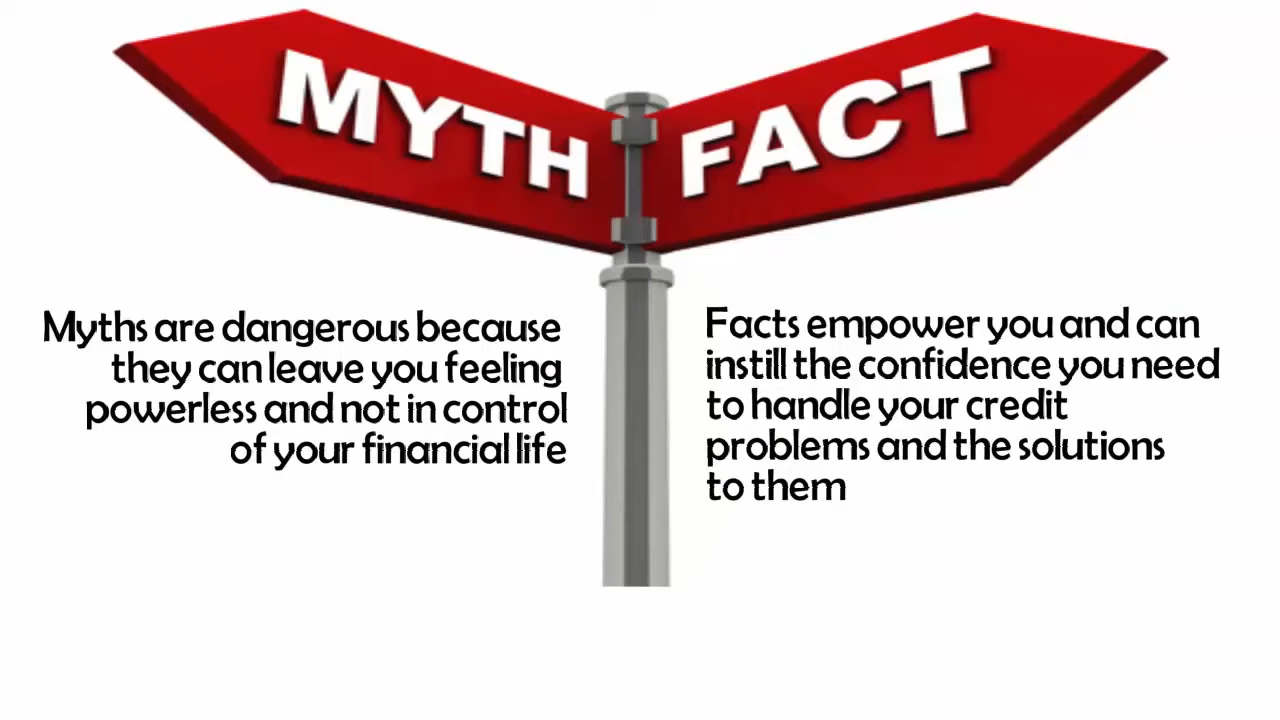 MYTH
FACT
Myths are dangerous because
they can leave you feeling
powerless and not in control
of your financial life
Facts empower you and can
instill the confidence you need
to handle your credit
problems and the solutions
to them